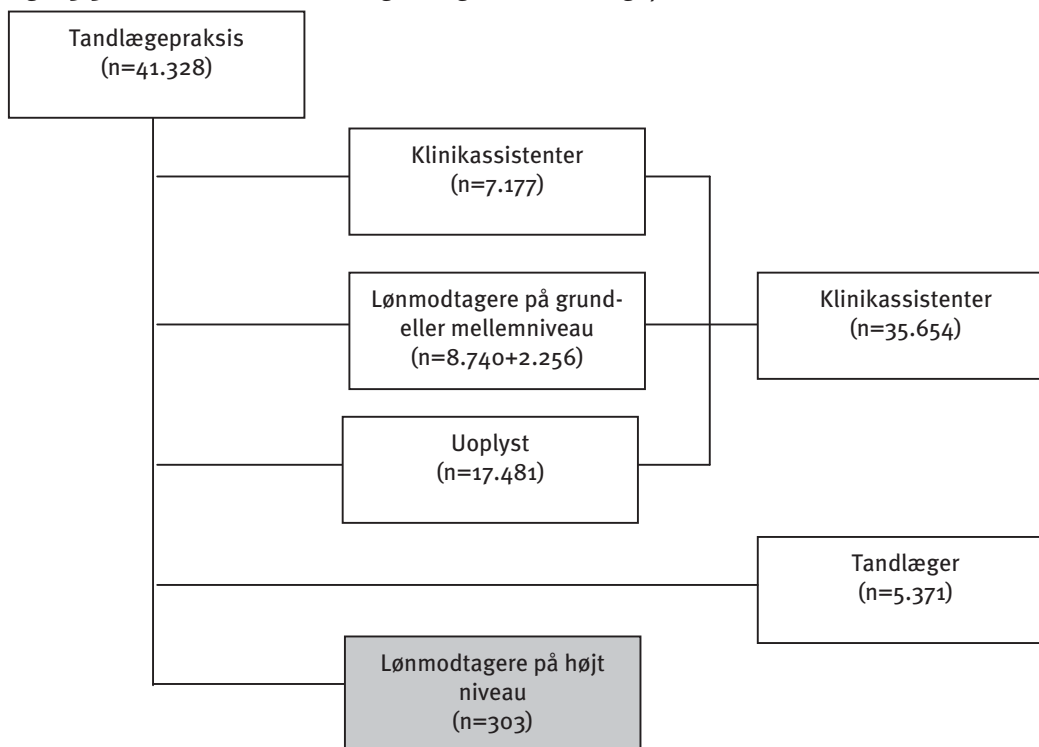 Tandlægepraksis
(n=41.328)
Klinikassistenter
(n=7.177)
Lønmodtagere på grund-
eller mellemniveau
(n=8.740+2.256)
Klinikassistenter
(n=35.654)
Uoplyst
(n=17.481)
Tandlæger
(n=5.371)
Lønmodtagere på højt
niveau
(n=303)